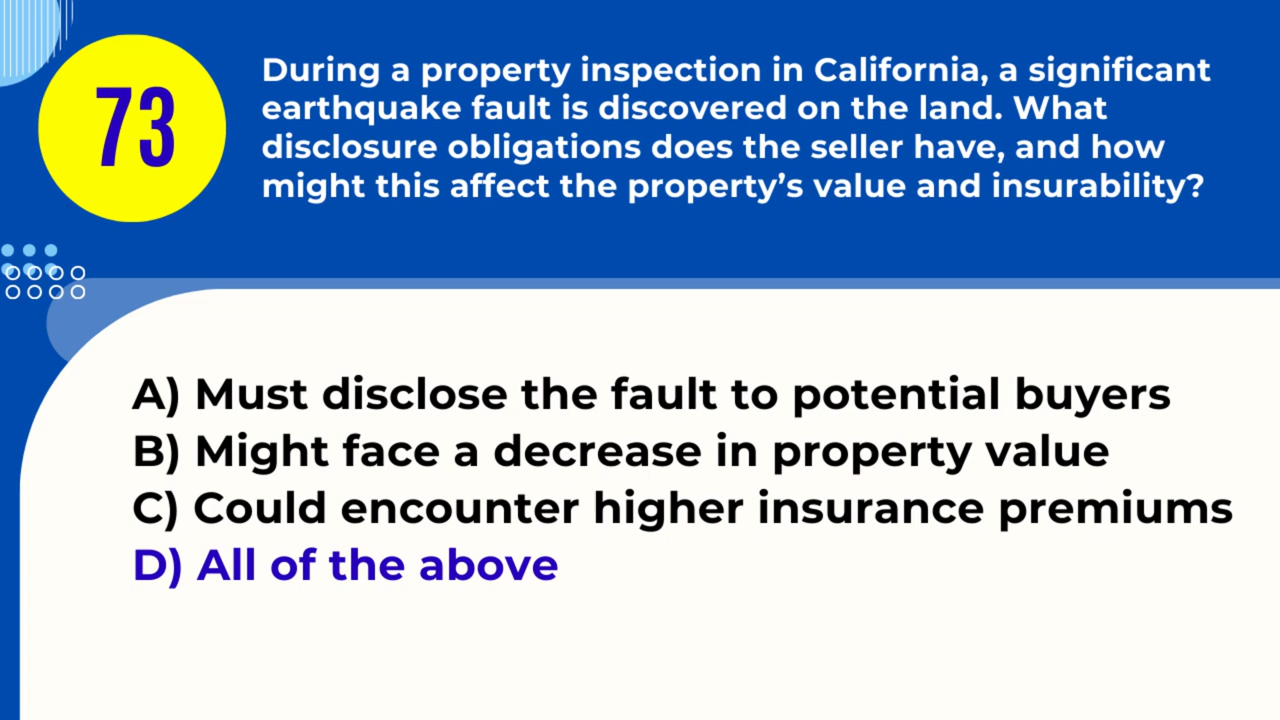 73
During a property inspection in California, a significant
earthquake fault is discovered on the land. What
disclosure obligations does the seller have, and how
might this affect the property’s value and insurability?
A) Must disclose the fault to potential buyers
B) Might face a decrease in property value
C) Could encounter higher insurance premiums
D) All of the above